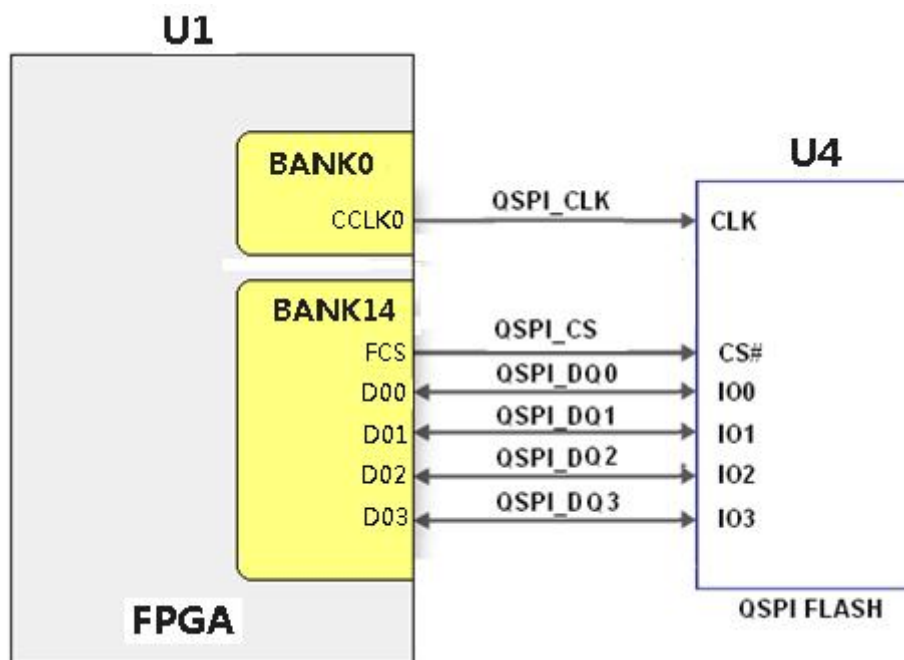 U1
BANK0
CCLK0
QSPI_CLK
U4
CLK
BANK14
FCS
QSPI_CS
CS#
D00
QSPI_DQ0
IO0
D01
QSPI_DQ1
IO1
D02
QSPI_DQ2
IO2
D03
QSPI_DQ3
IO3
FPGA
QSPI FLASH